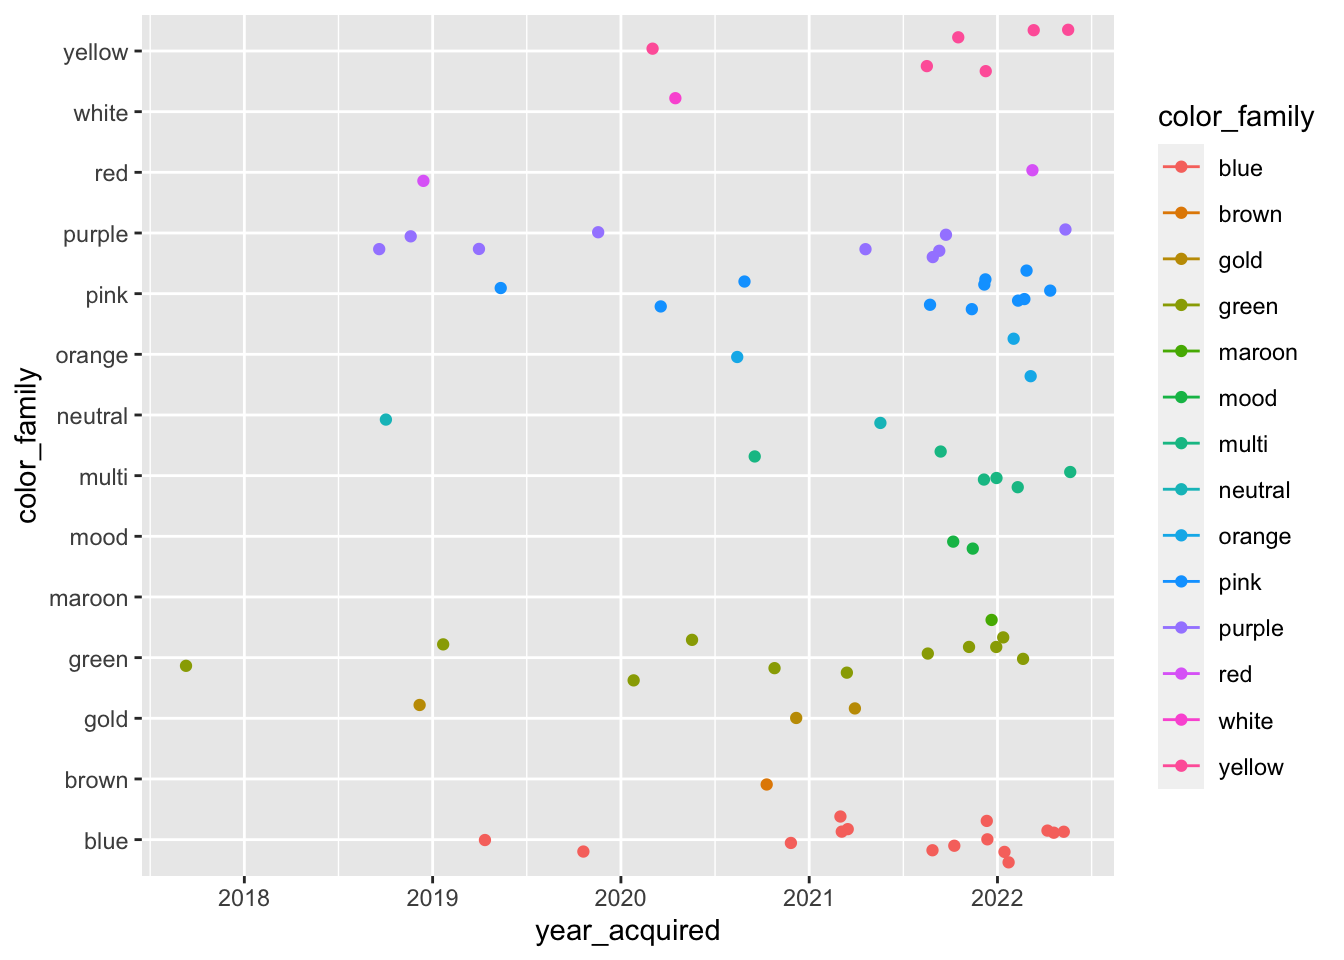 yellow
white
red
purple
pink
orange
neutral
multi
mood
maroon
green
gold
brown
blue
color_family
2018 2019 2020 2021 2022
year_acquired
color_family
blue
brown
gold
green
maroon
mood
multi
neutral
orange
pink
purple
red
white
yellow